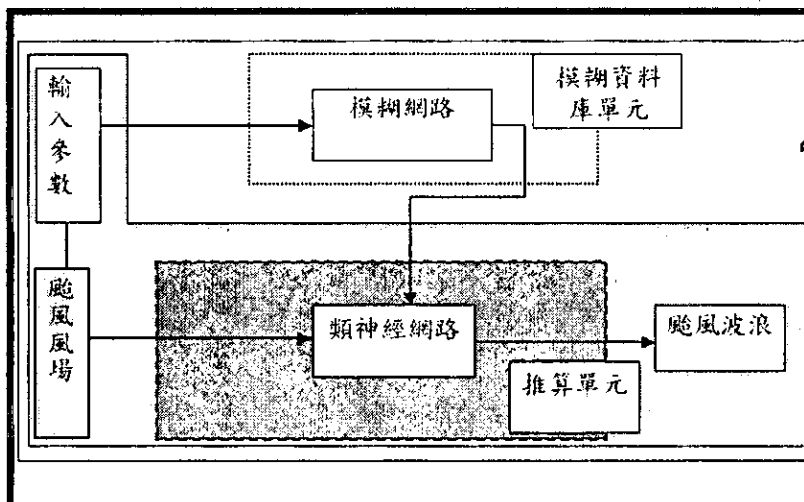 輸入參數
模糊網路
模糊資料
庫單元
颱風風場
類神經網路
推算單元
颱風波浪